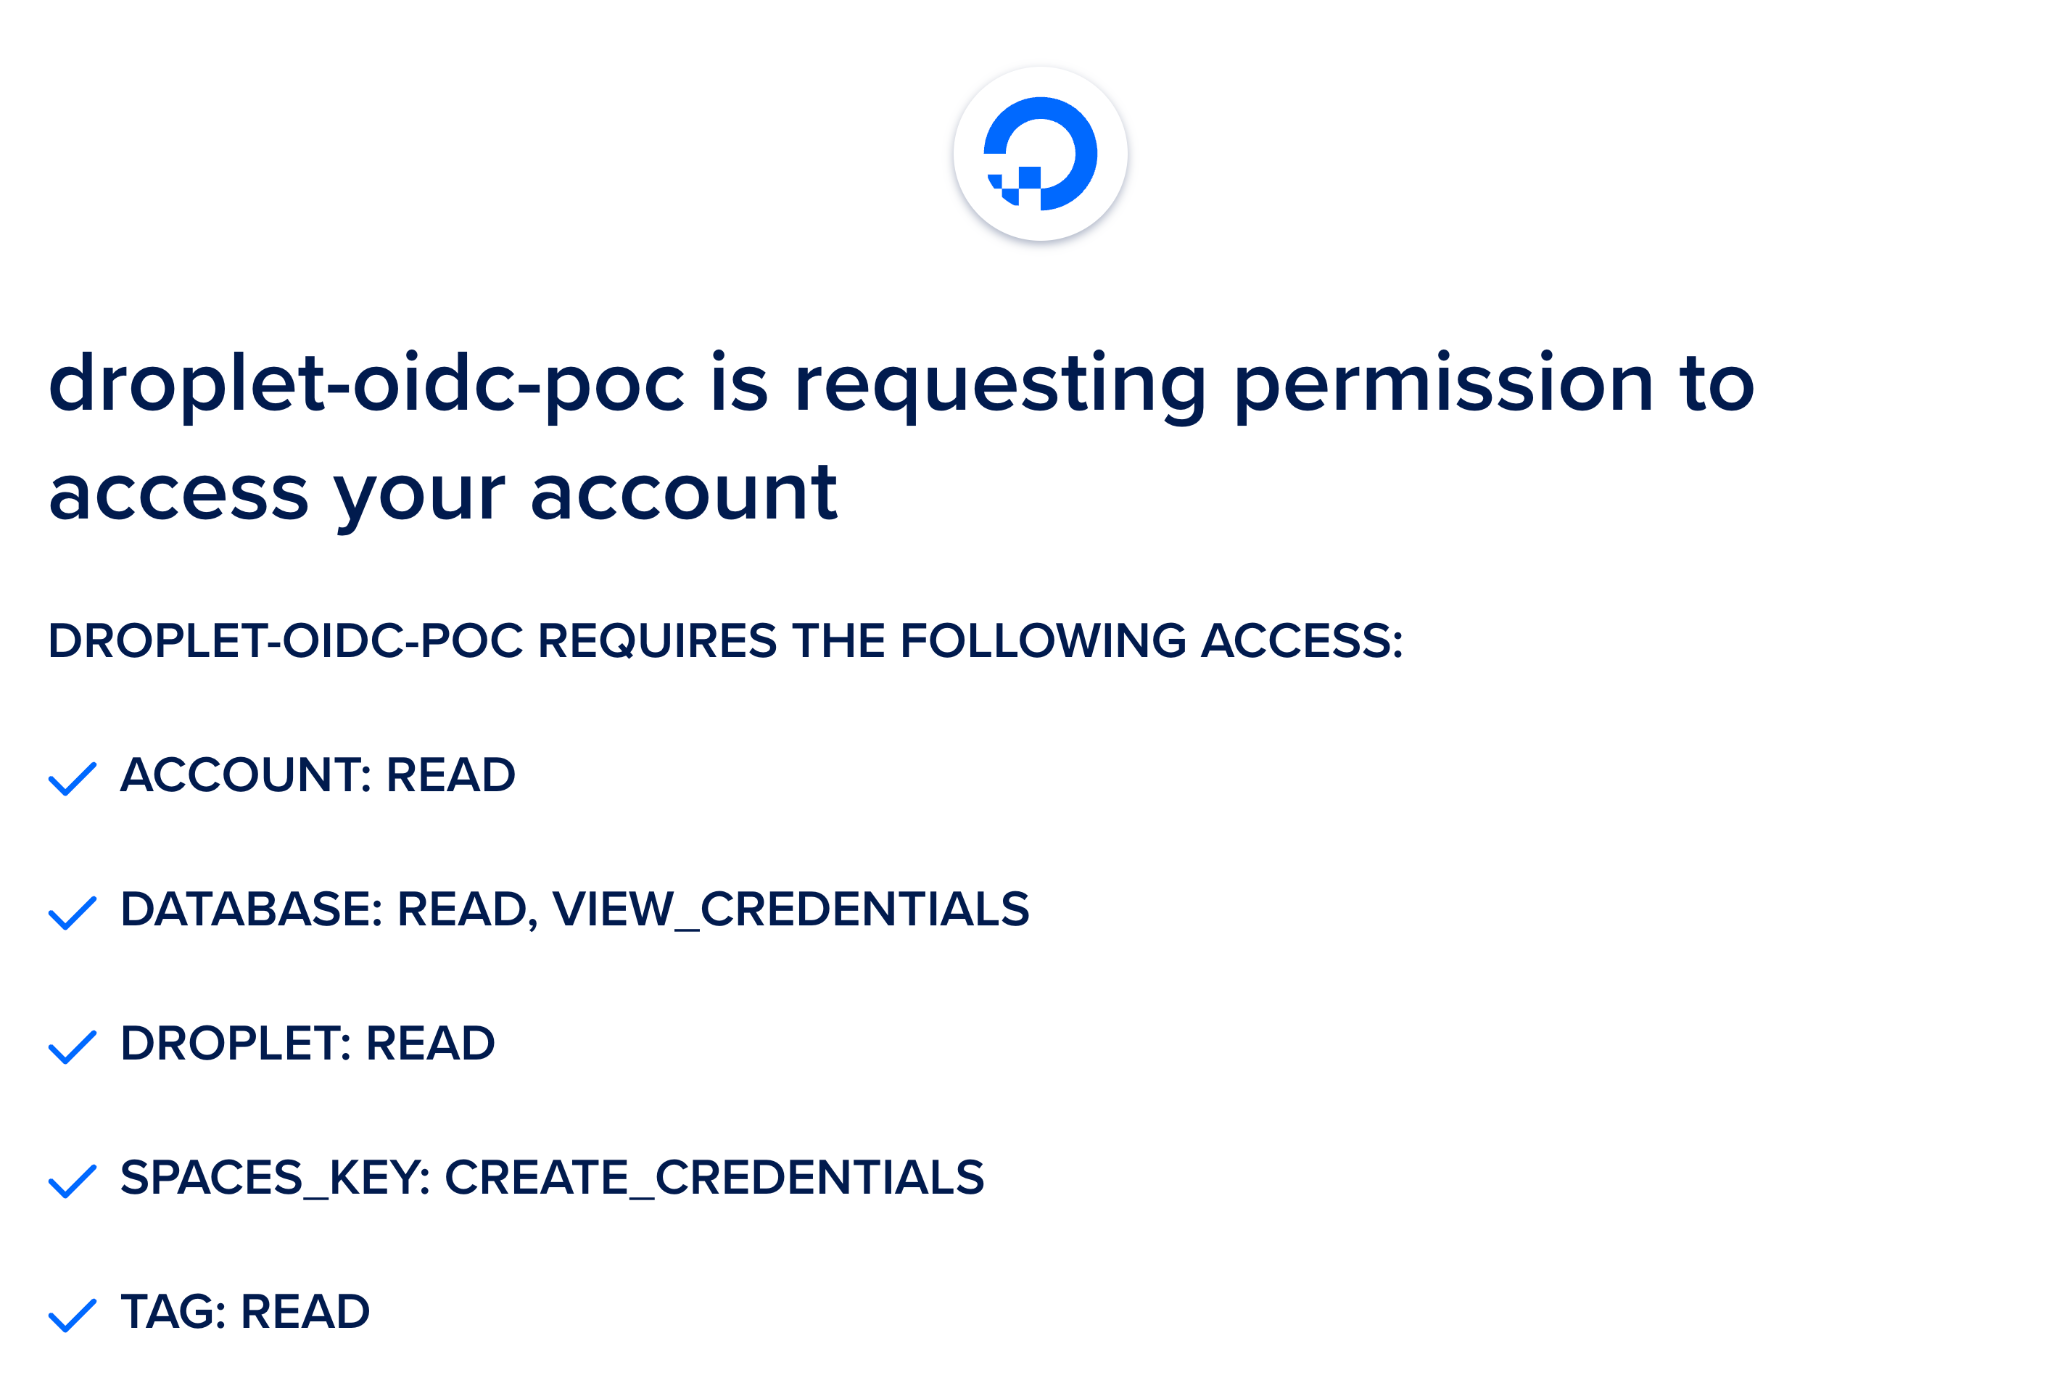 droplet-oidc-poc is requesting permission to
access your account
DROPLET-OIDC-POC REQUIRES THE FOLLOWING ACCESS:
ACCOUNT: READ
DATABASE: READ, VIEW_CREDENTIALS
DROPLET: READ
SPACES_KEY: CREATE_CREDENTIALS
TAG: READ